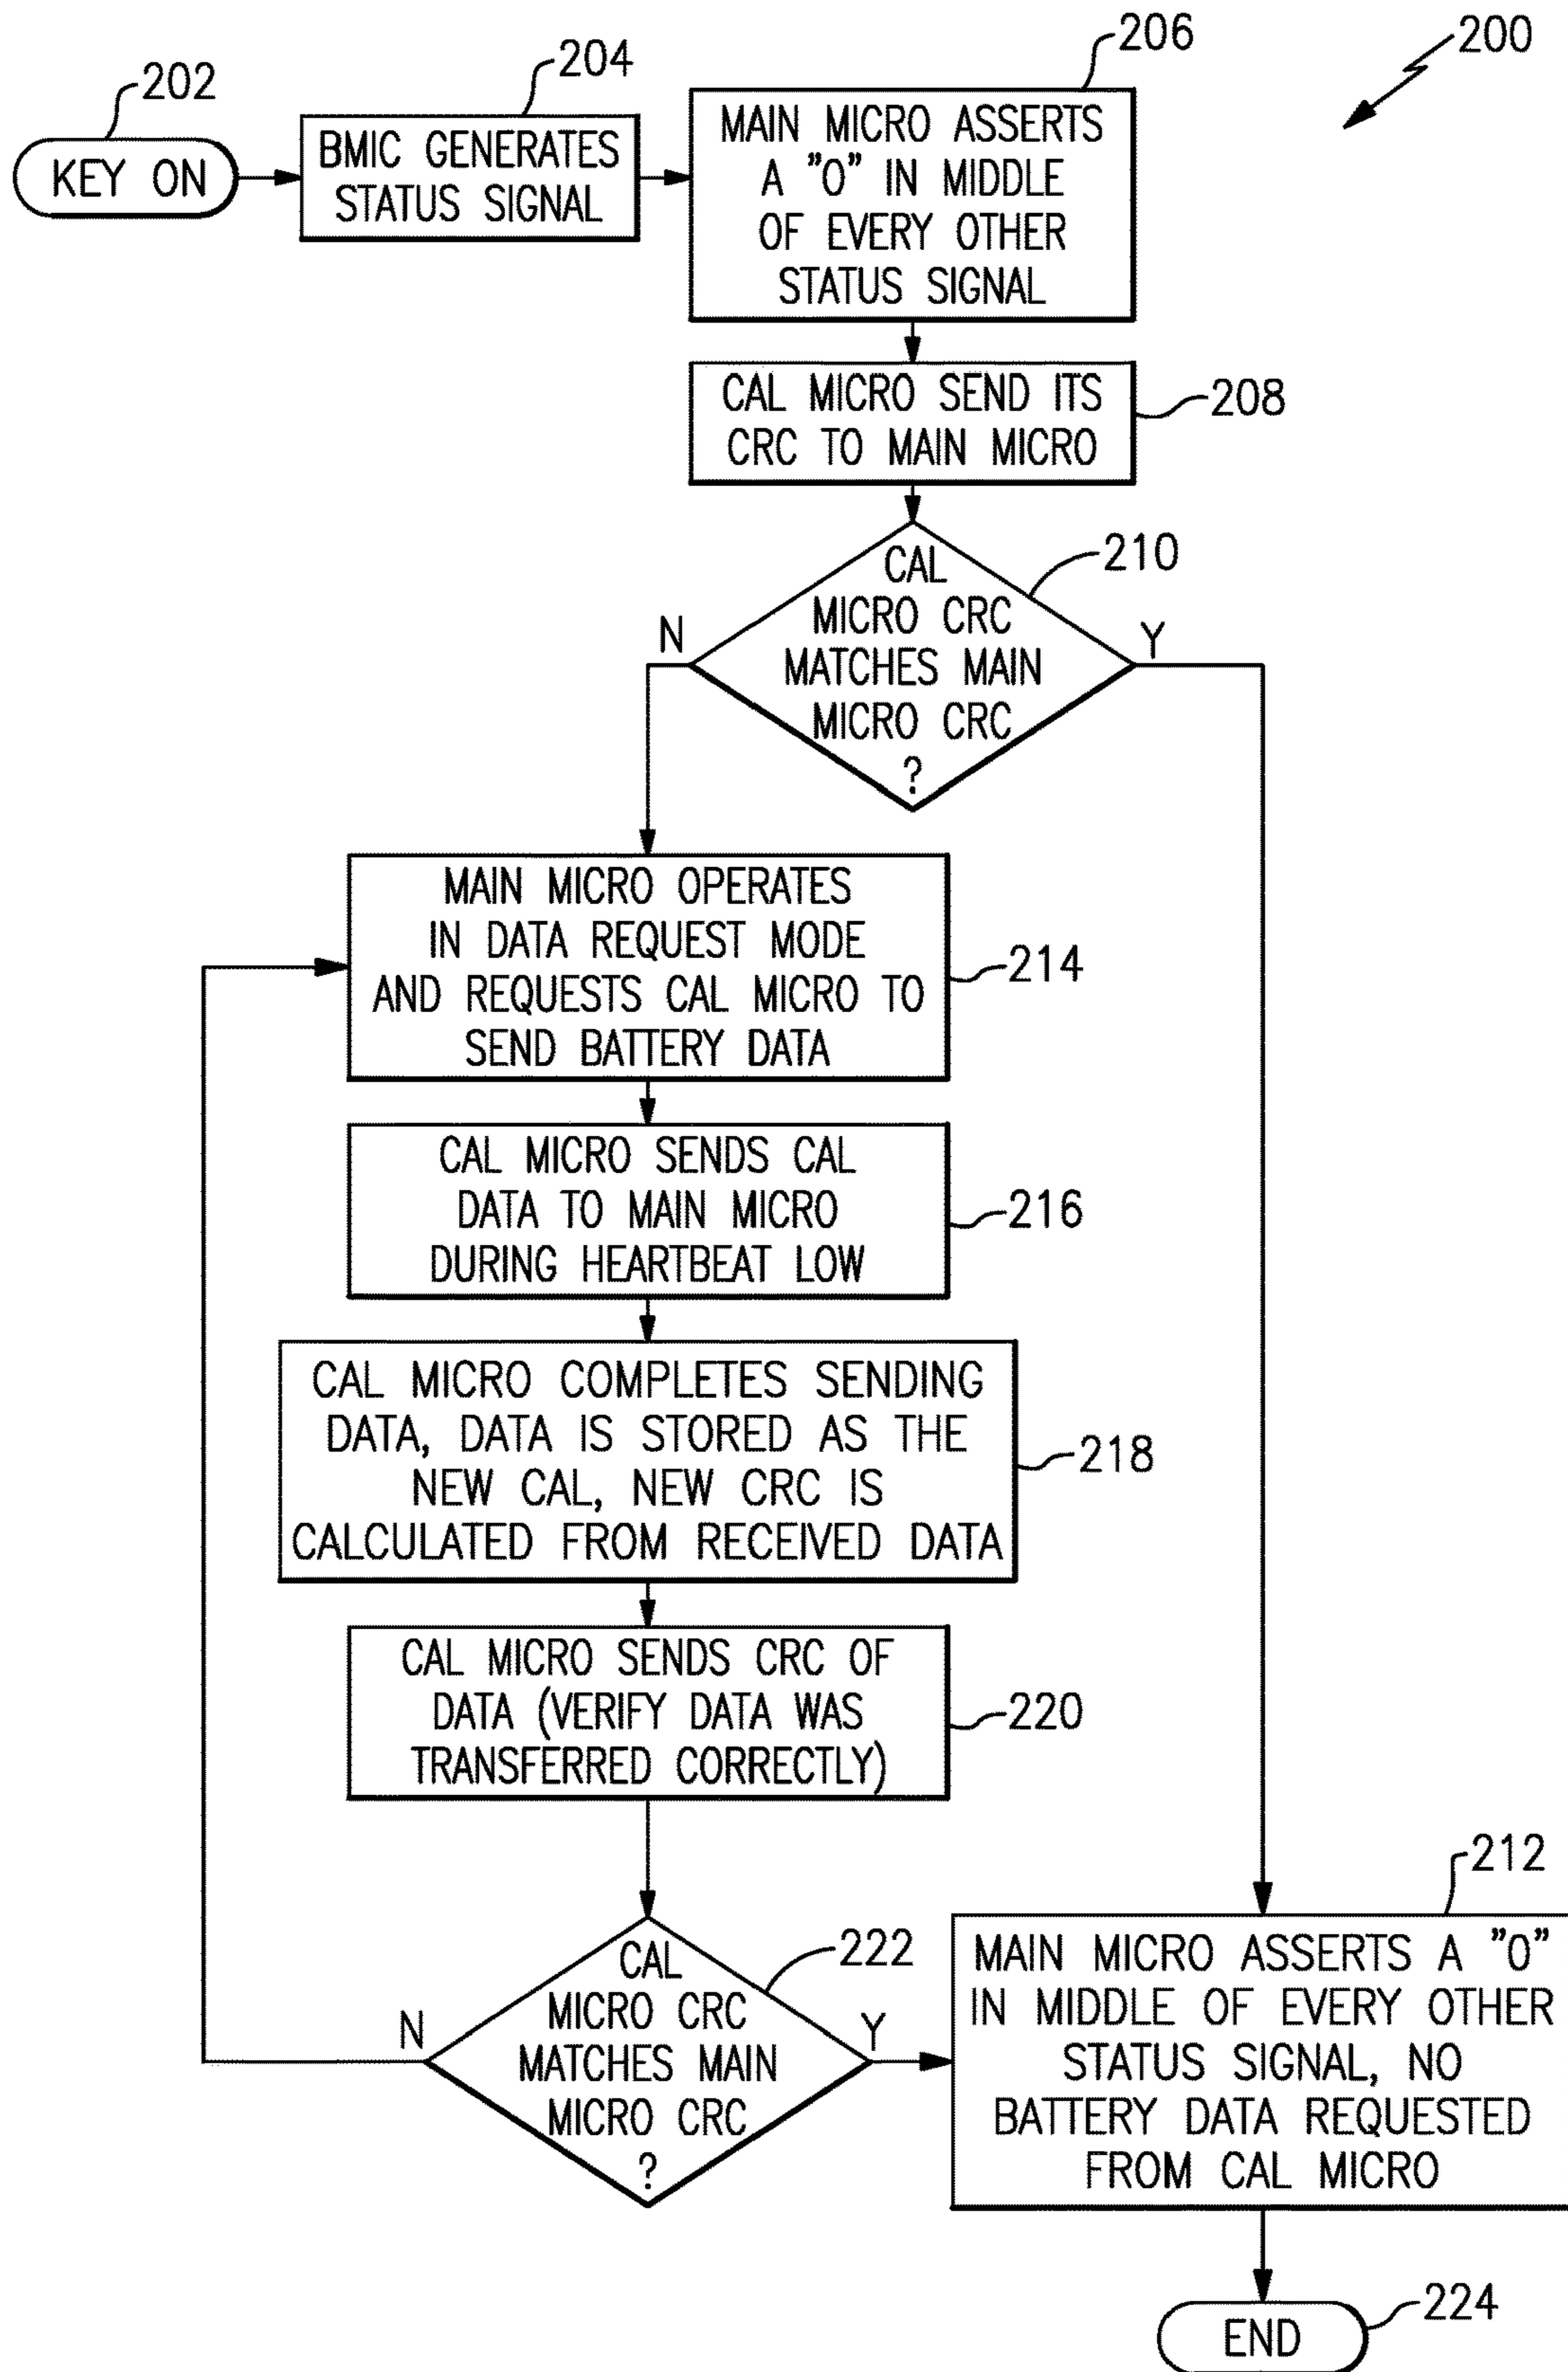 200
202
KEY ON
204
BMIC GENERATES
STATUS SIGNAL
206
MAIN MICRO ASSERTS
A "0" IN MIDDLE
OF EVERY OTHER
STATUS SIGNAL
208
CAL MICRO SEND ITS
CRC TO MAIN MICRO
210
CAL
MICRO CRC
MATCHES MAIN
MICRO CRC
?
N
Y
214
MAIN MICRO OPERATES
IN DATA REQUEST MODE
AND REQUESTS CAL MICRO TO
SEND BATTERY DATA
216
CAL MICRO SENDS CAL
DATA TO MAIN MICRO
DURING HEARTBEAT LOW
218
CAL MICRO COMPLETES SENDING
DATA, DATA IS STORED AS THE
NEW CAL, NEW CRC IS
CALCULATED FROM RECEIVED DATA
220
CAL MICRO SENDS CRC OF
DATA (VERIFY DATA WAS
TRANSFERRED CORRECTLY)
222
CAL
MICRO CRC
MATCHES MAIN
MICRO CRC
?
N
Y
212
MAIN MICRO ASSERTS A "0"
IN MIDDLE OF EVERY OTHER
STATUS SIGNAL, NO
BATTERY DATA REQUESTED
FROM CAL MICRO
224
END